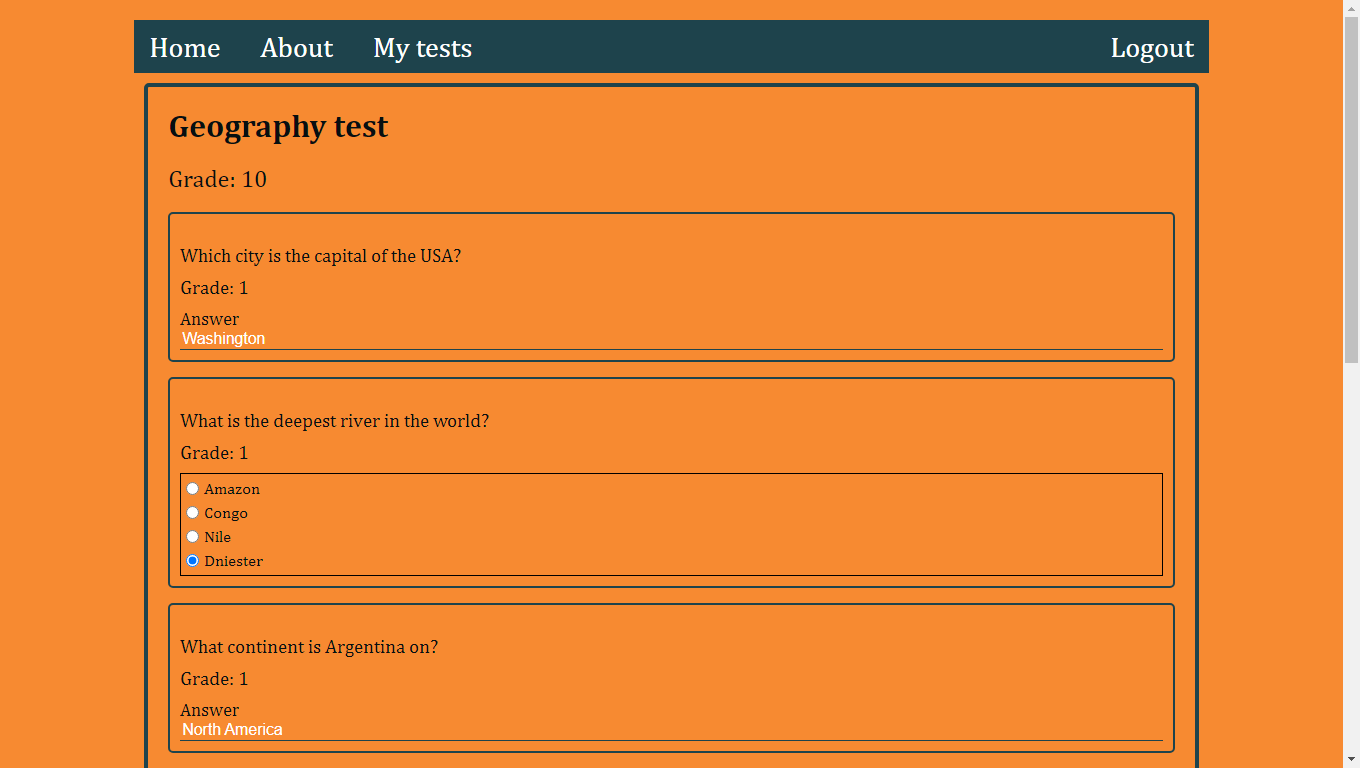 Home About My tests Logout
Geography test
Grade: 10
Which city is the capital of the USA?
Grade: 1
Answer
Washington
What is the deepest river in the world?
Grade: 1
Amazon
Congo
Nile
Dniester
What continent is Argentina on?
Grade: 1
Answer
North America